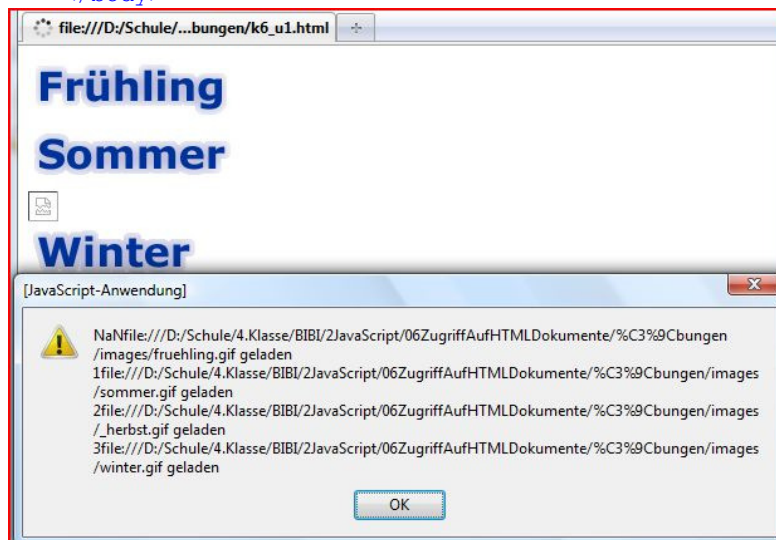 </body>
file:///D:/Schule/...bungen/k6_u1.html
Frühling
Sommer
Winter
[JavaScript-Anwendung]
NaNfile:///D:/Schule/4.Klasse/BIBI/2JavaScript/06ZugriffAufHTMLDokumente/%C3%9Cbungen
/images/fruehling.gif geladen
1file:///D:/Schule/4.Klasse/BIBI/2JavaScript/06ZugriffAufHTMLDokumente/%C3%9Cbungen/images
/sommer.gif geladen
2file:///D:/Schule/4.Klasse/BIBI/2JavaScript/06ZugriffAufHTMLDokumente/%C3%9Cbungen/images
/_herbst.gif geladen
3file:///D:/Schule/4.Klasse/BIBI/2JavaScript/06ZugriffAufHTMLDokumente/%C3%9Cbungen/images
/winter.gif geladen
OK